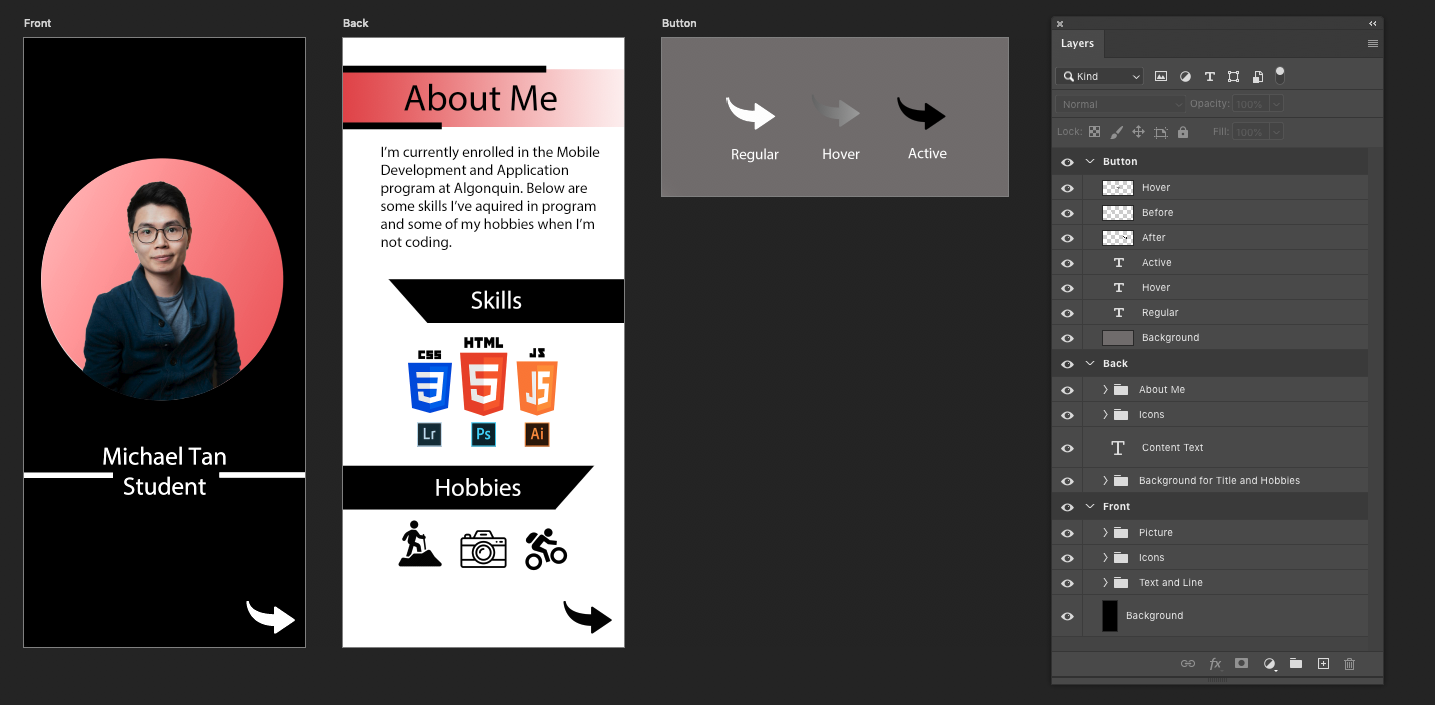 Front
Michael Tan
Student
Back
About Me
I'm currently enrolled in the Mobile
Development and Application
program at Algonquin. Below are
some skills I've aquired in program
and some of my hobbies when I'm
not coding.
Skills
CSS HTML JS
3 5 JS
Lr Ps Ai
Hobbies
Button
Regular Hover Active
Layers
Kind
Normal Opacity: 100%
Lock: Fill: 100%
Button
Hover
Before
After
T Active
T Hover
T Regular
Background
Back
About Me
Icons
T Content Text
Background for Title and Hobbies
Front
Picture
Icons
Text and Line
Background
fx